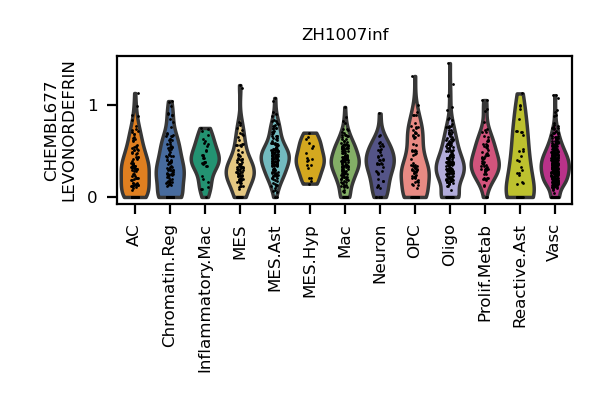 ZH1007inf
CHEMBL677
LEVONORDEFRIN
1
0
AC
Chromatin.Reg
Inflammatory.Mac
MES
MES.Ast
MES.Hyp
Mac
Neuron
OPC
Oligo
Prolif.Metab
Reactive.Ast
Vasc